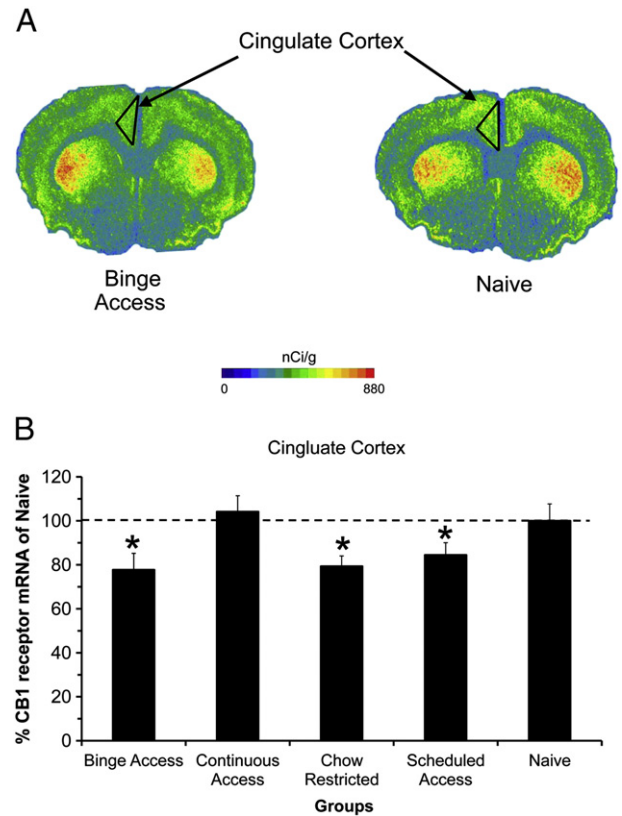 A
Cingulate Cortex
Binge
Access
Naive
nCi/g
0
880
B
Cingluate Cortex
% CB1 receptor mRNA of Naive
120
100
80
60
40
20
0
*
*
*
Binge Access
Continuous
Access
Chow
Restricted
Scheduled
Access
Naive
Groups